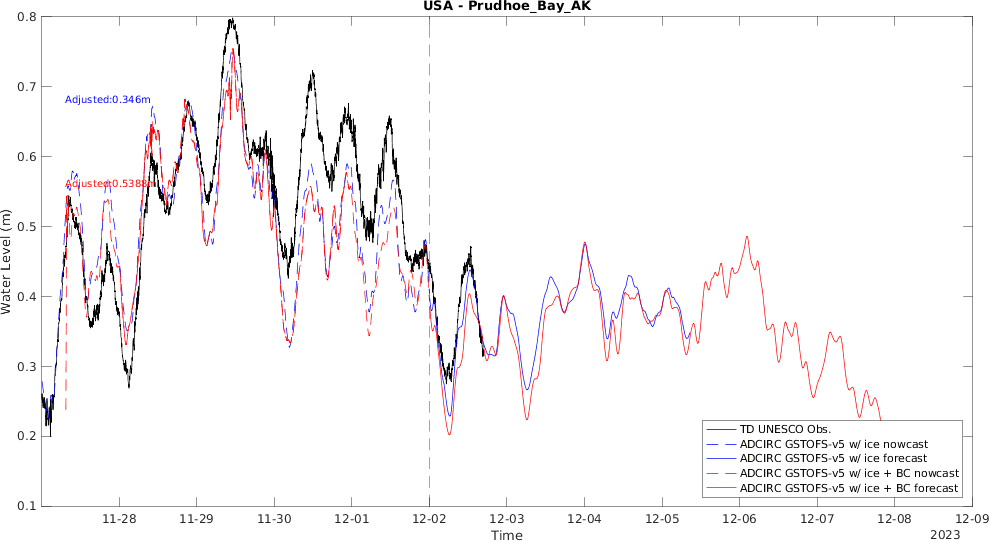 USA - Prudhoe_Bay_AK
0.8
0.7
0.6
0.5
0.4
0.3
0.2
0.1
Water Level (m)
Adjusted:0.346m
Adjusted:0.5388m
TD UNESCO Obs.
ADCIRC GSTOFS-v5 w/ ice nowcast
ADCIRC GSTOFS-v5 w/ ice forecast
ADCIRC GSTOFS-v5 w/ ice + BC nowcast
ADCIRC GSTOFS-v5 w/ ice + BC forecast
11-28 11-29 11-30 12-01 12-02 12-03 12-04 12-05 12-06 12-07 12-08 12-09
Time
2023